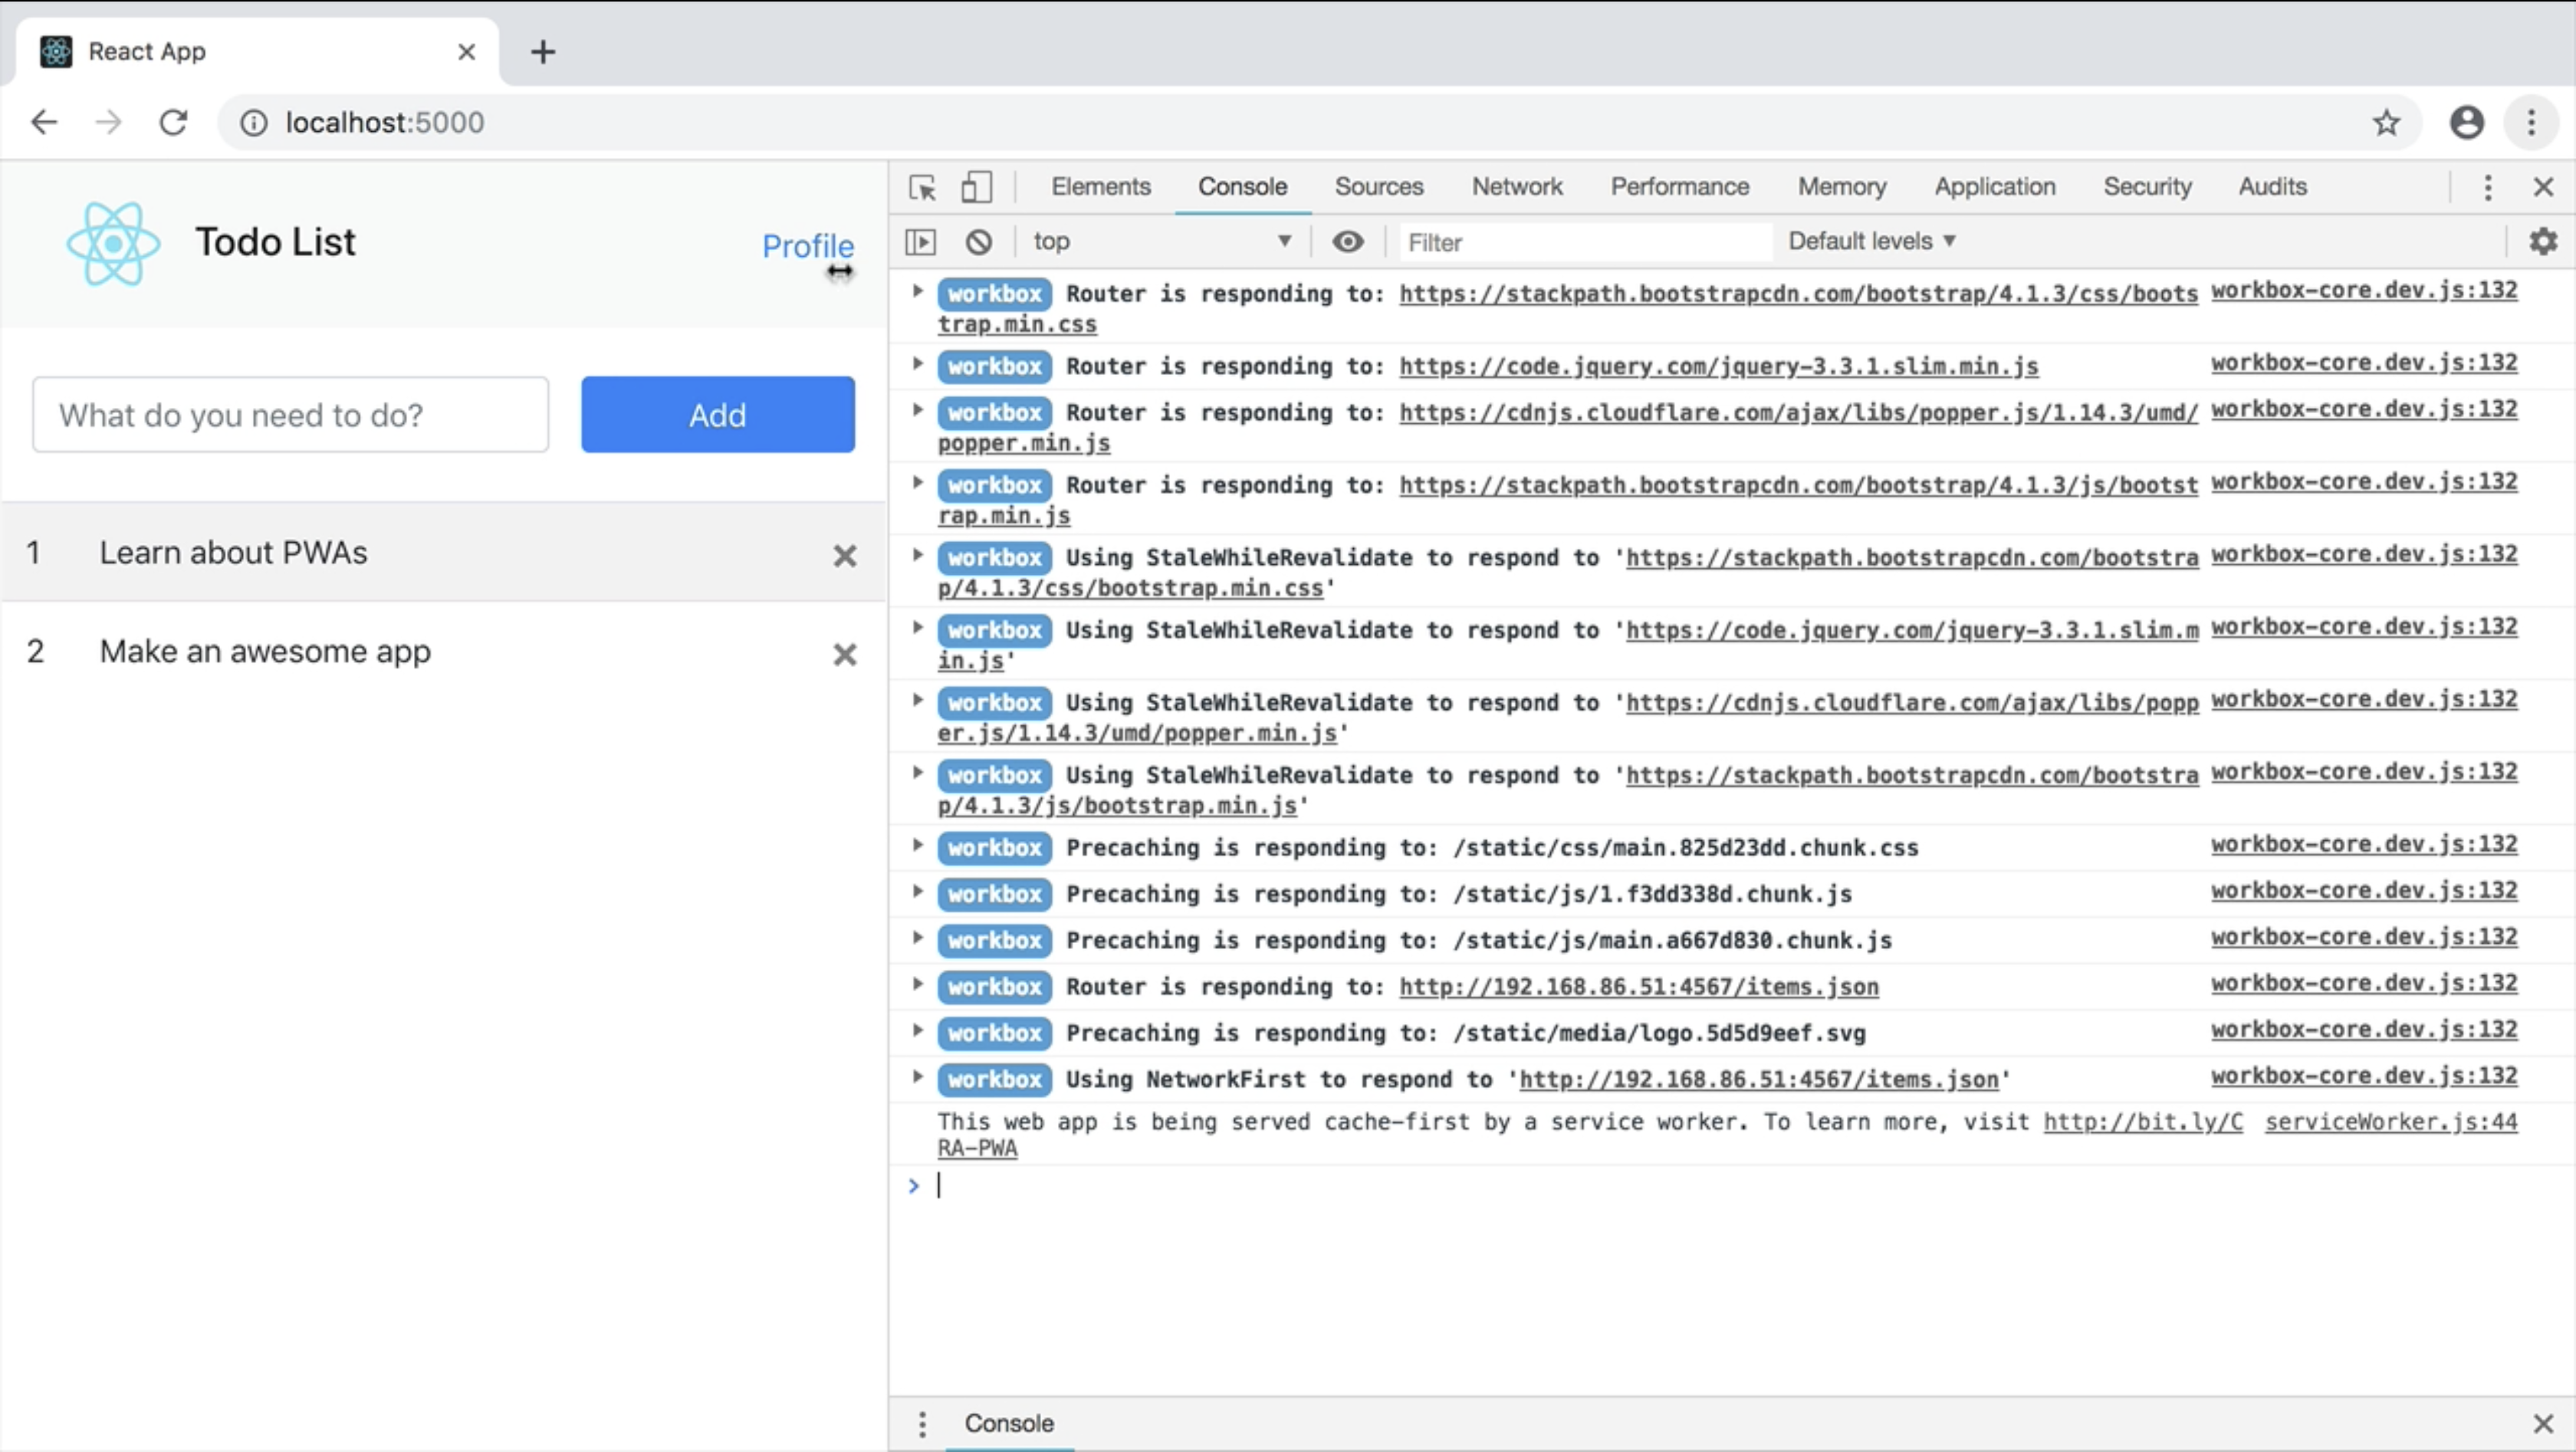 React App
localhost:5000
Todo List
Profile
What do you need to do?
Add
1 Learn about PWAs
2 Make an awesome app
Elements Console Sources Network Performance Memory Application Security Audits
top Filter Default levels
workbox Router is responding to: https://stackpath.bootstrapcdn.com/bootstrap/4.1.3/css/boots workbox-core.dev.js:132
trap.min.css
workbox Router is responding to: https://code.jquery.com/jquery-3.3.1.slim.min.js workbox-core.dev.js:132
workbox Router is responding to: https://cdnjs.cloudflare.com/ajax/libs/popper.js/1.14.3/umd/ workbox-core.dev.js:132
popper.min.js
workbox Router is responding to: https://stackpath.bootstrapcdn.com/bootstrap/4.1.3/js/bootst workbox-core.dev.js:132
rap.min.js
workbox Using StaleWhileRevalidate to respond to 'https://stackpath.bootstrapcdn.com/bootstra workbox-core.dev.js:132
p/4.1.3/css/bootstrap.min.css'
workbox Using StaleWhileRevalidate to respond to 'https://code.jquery.com/jquery-3.3.1.slim.m workbox-core.dev.js:132
in.js'
workbox Using StaleWhileRevalidate to respond to 'https://cdnjs.cloudflare.com/ajax/libs/popp workbox-core.dev.js:132
er.js/1.14.3/umd/popper.min.js'
workbox Using StaleWhileRevalidate to respond to 'https://stackpath.bootstrapcdn.com/bootstra workbox-core.dev.js:132
p/4.1.3/js/bootstrap.min.js'
workbox Precaching is responding to: /static/css/main.825d23dd.chunk.css workbox-core.dev.js:132
workbox Precaching is responding to: /static/js/1.f3dd338d.chunk.js workbox-core.dev.js:132
workbox Precaching is responding to: /static/js/main.a667d830.chunk.js workbox-core.dev.js:132
workbox Router is responding to: http://192.168.86.51:4567/items.json workbox-core.dev.js:132
workbox Precaching is responding to: /static/media/logo.5d5d9eef.svg workbox-core.dev.js:132
workbox Using NetworkFirst to respond to 'http://192.168.86.51:4567/items.json' workbox-core.dev.js:132
This web app is being served cache-first by a service worker. To learn more, visit http://bit.ly/C serviceWorker.js:44
RA-PWA
Console